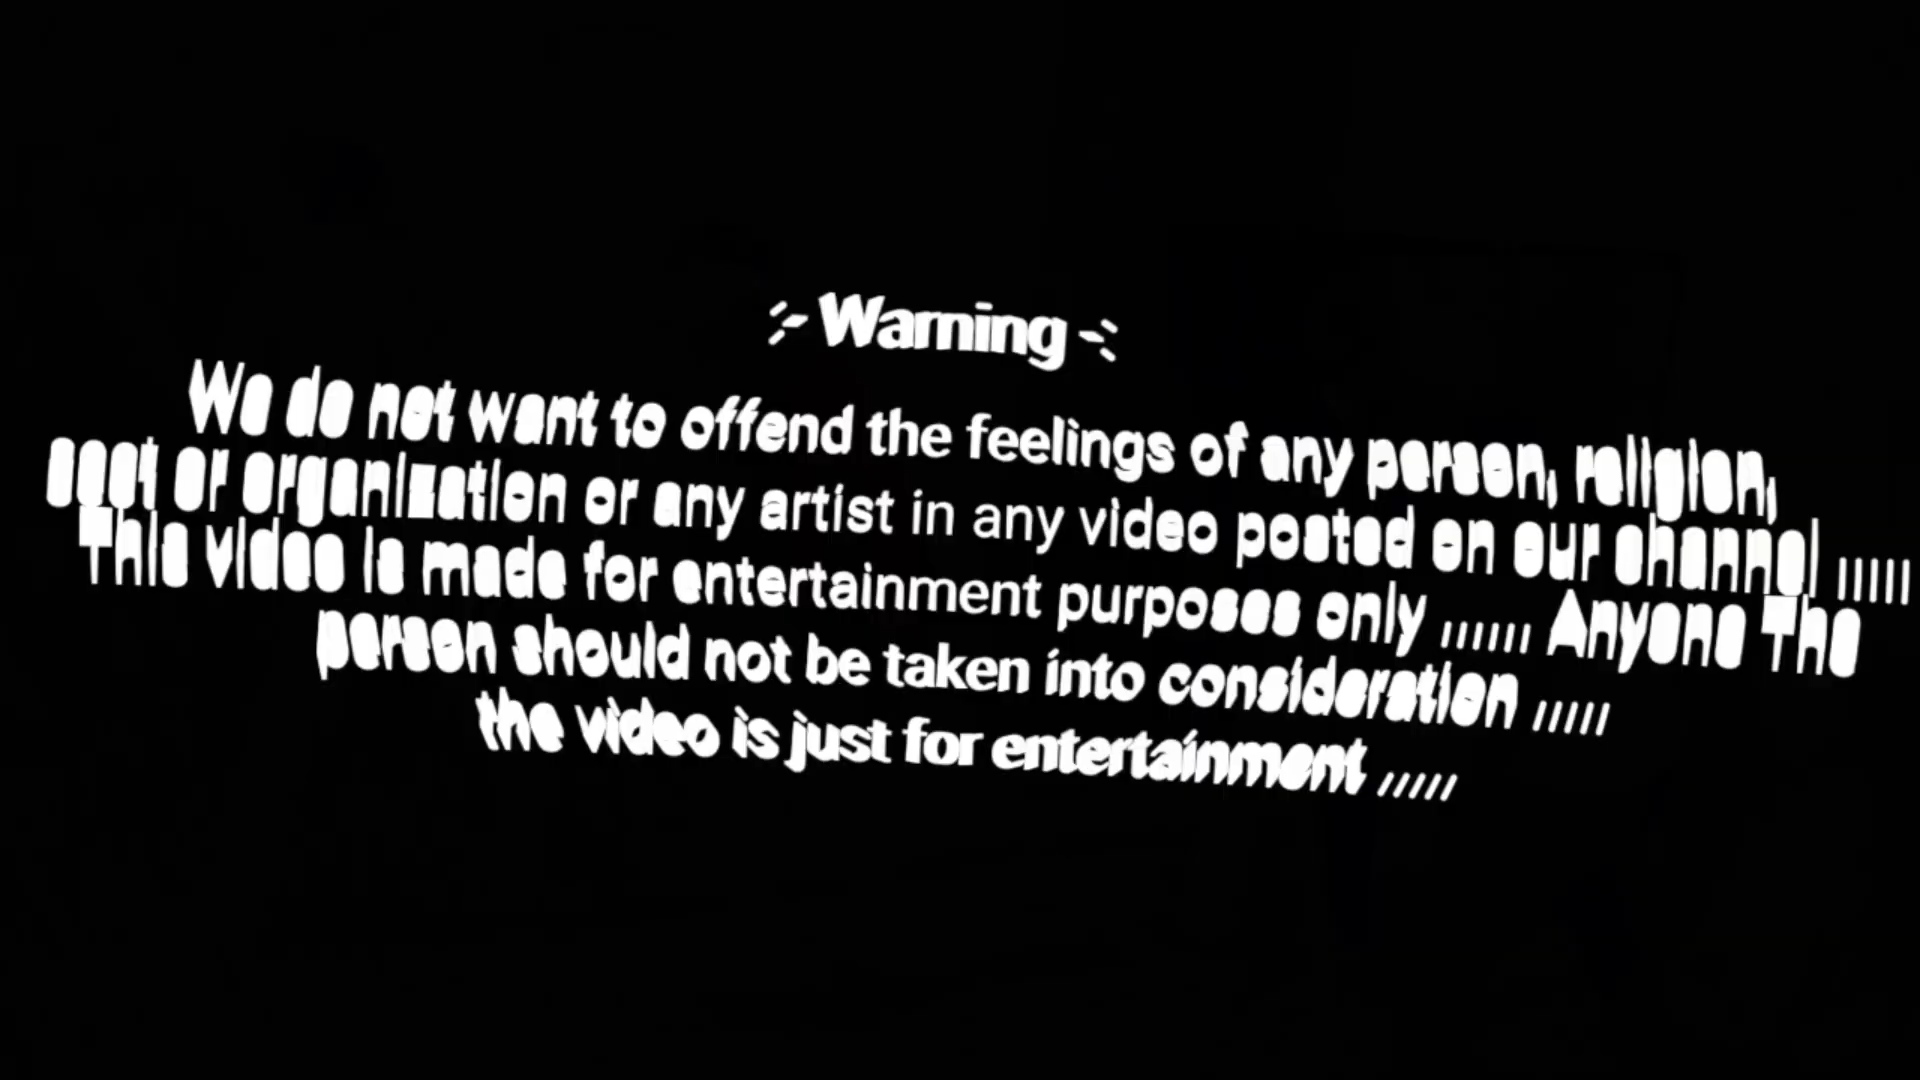 :- Warning -:
We do not want to offend the feelings of any person, religion,
sect or organization or any artist in any video posted on our channel ,,,,,
This video is made for entertainment purposes only ,,,,,, Anyone The
person should not be taken into consideration ,,,,,
the video is just for entertainment ,,,,,